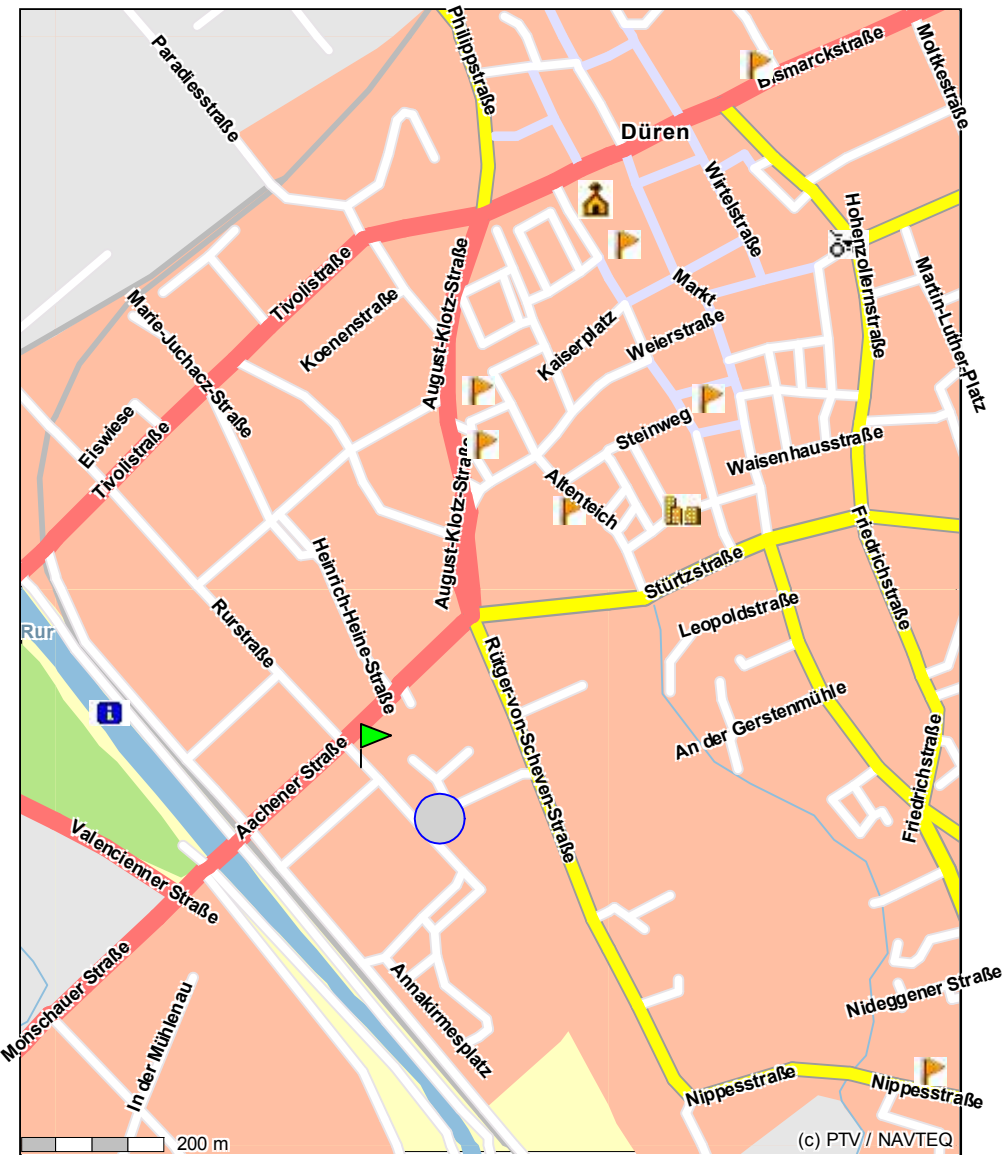 Philippstraße
Paradiesstraße
Bismarckstraße
Moltkestraße
Düren
Wirtelstraße
Hohenzollernstraße
Martin-Luther-Platz
Tivolistraße
August-Klotz-Straße
Markt
Marie-Juchacz-Straße
Koenenstraße
Kaiserplatz
Weierstraße
Eiswiese
Tivolistraße
Steinweg
Waisenhausstraße
August-Klotz-Straße
Altenteich
Friedrichstraße
Heinrich-Heine-Straße
Stürtzstraße
Leopoldstraße
Rurstraße
Rur
Rütger-von-Scheven-Straße
An der Gerstenmühle
Friedrichstraße
Aachener Straße
Valencienner Straße
Monschauer Straße
In der Mühlenau
Annakirmesplatz
Nideggener Straße
Nippesstraße
Nippesstraße
200 m
(c) PTV / NAVTEQ